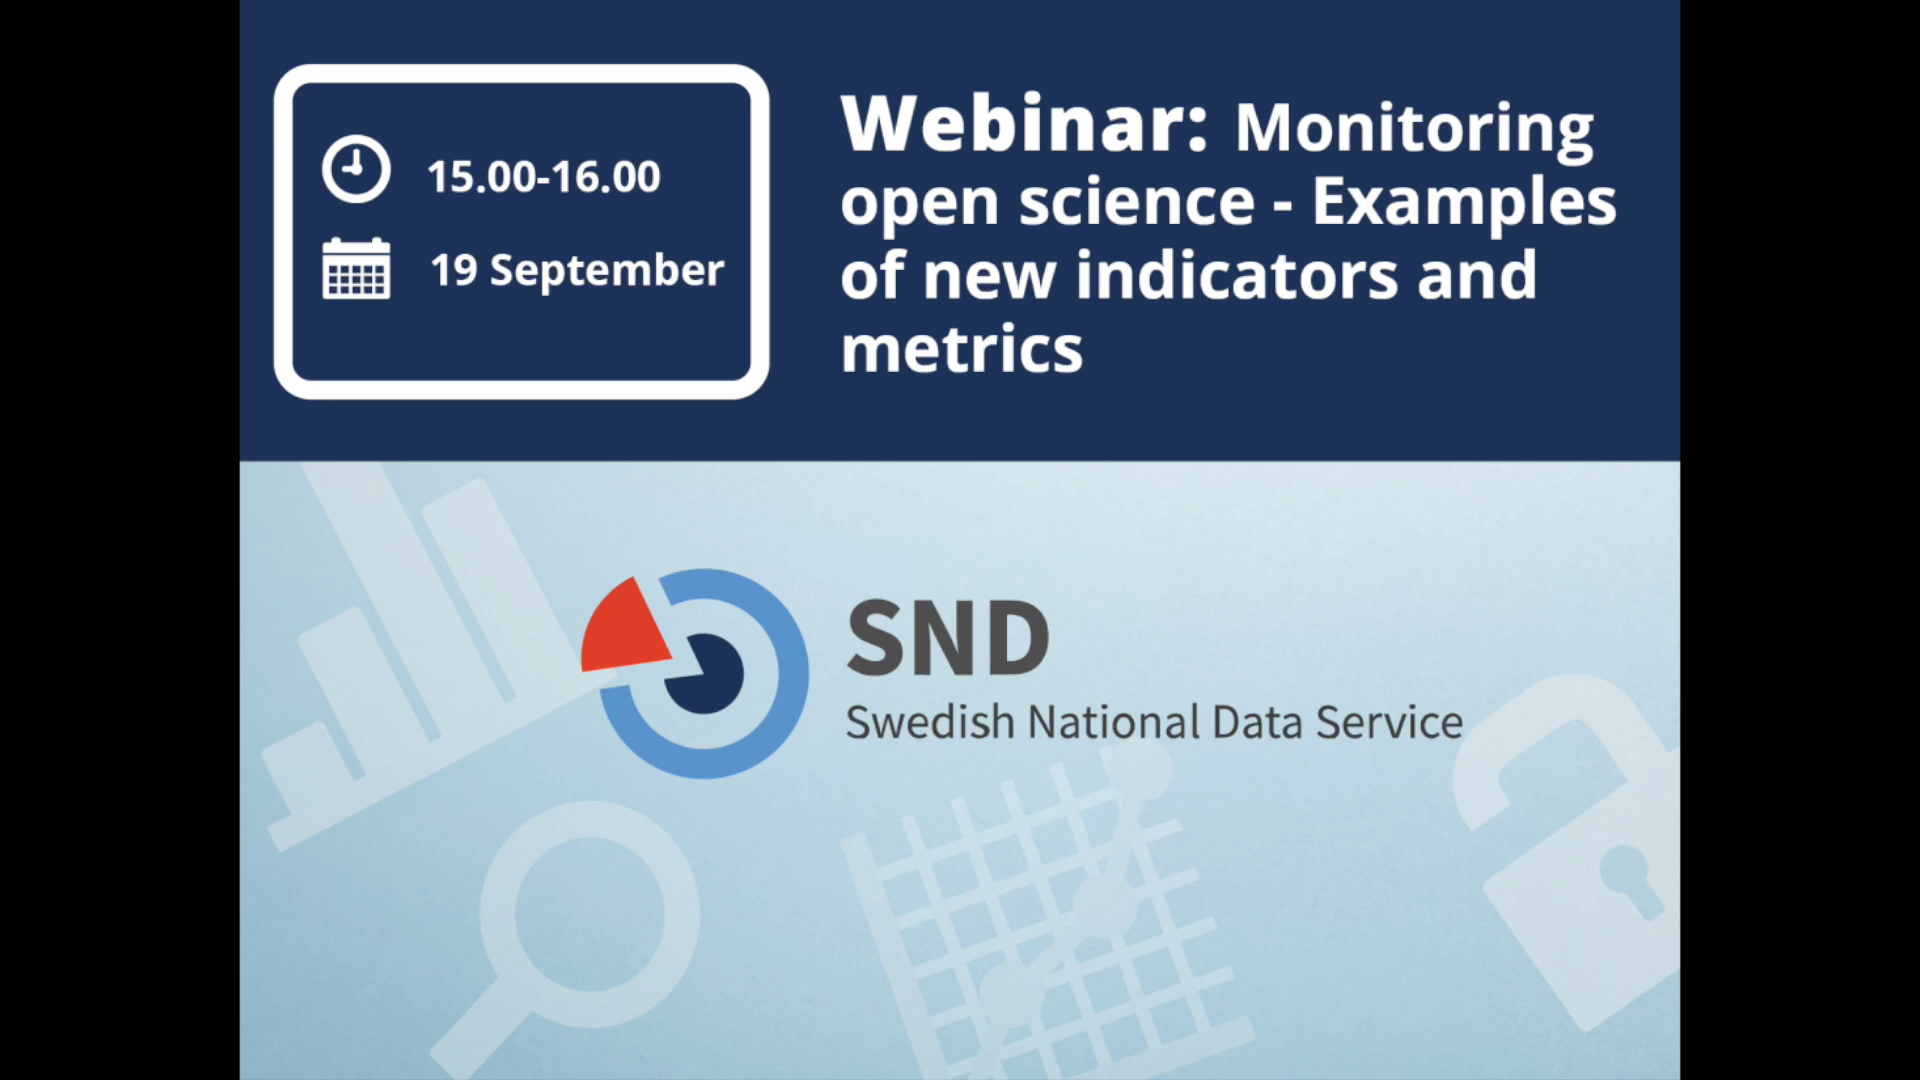 15.00-16.00
19 September
Webinar: Monitoring
open science - Examples
of new indicators and
metrics
SND
Swedish National Data Service